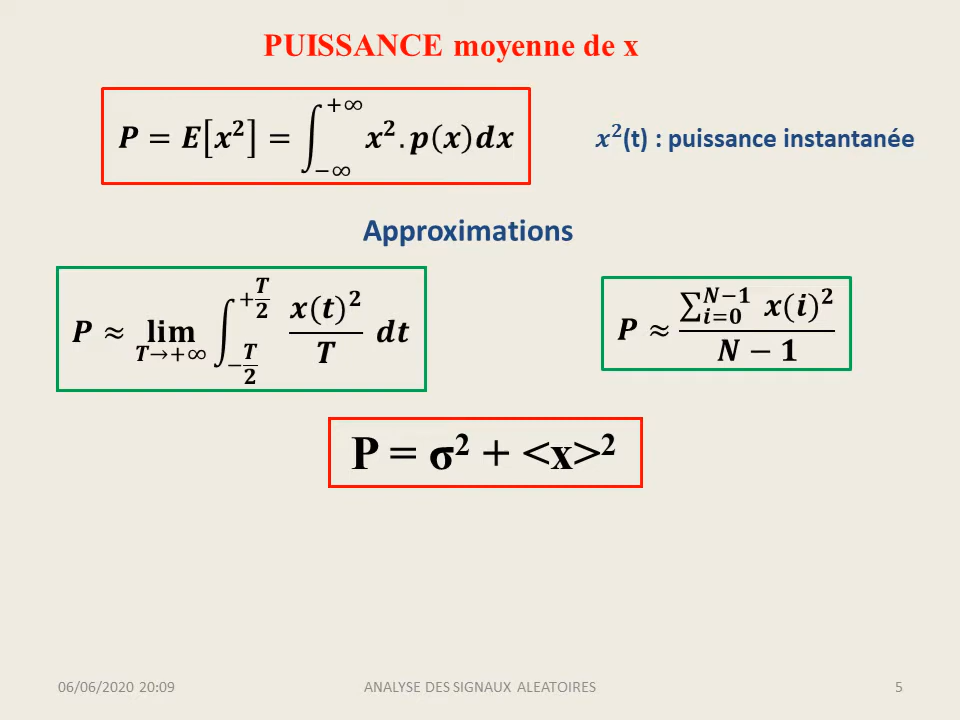 PUISSANCE moyenne de x
P = E[x²] = ∫_{−∞}^{+∞} x².p(x)dx
x²(t) : puissance instantanée
Approximations
P ≈ lim_{T→+∞} ∫_{−T/2}^{+T/2} x(t)²/T dt
P ≈ ∑_{i=0}^{N−1} x(i)² / N − 1
P = σ² + <x>²
06/06/2020 20:09
ANALYSE DES SIGNAUX ALEATOIRES
5